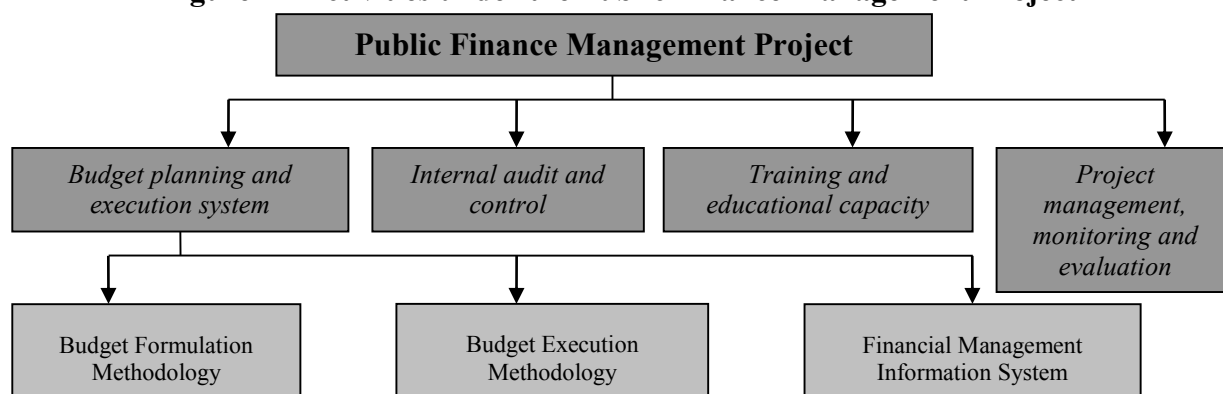 Public Finance Management Project
Budget planning and
execution system
Internal audit and
control
Training and
educational capacity
Project
management,
monitoring and
evaluation
Budget Formulation
Methodology
Budget Execution
Methodology
Financial Management
Information System